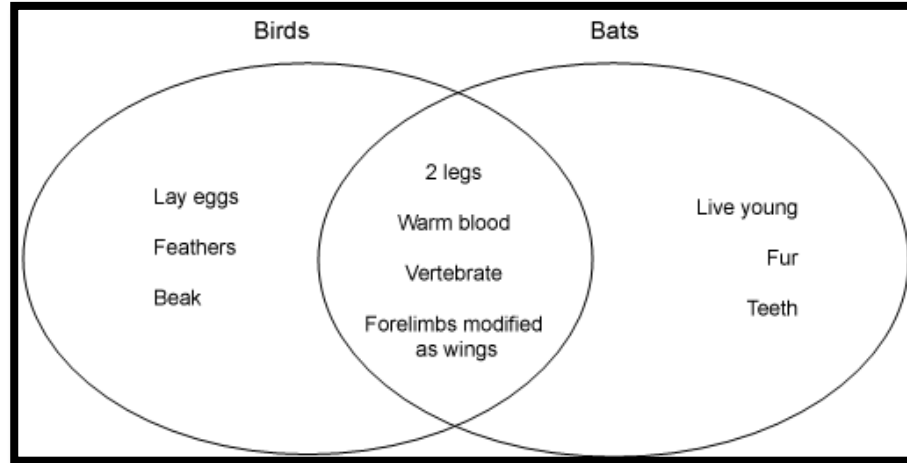 Birds
Bats
Lay eggs
Feathers
Beak
2 legs
Warm blood
Vertebrate
Forelimbs modified
as wings
Live young
Fur
Teeth